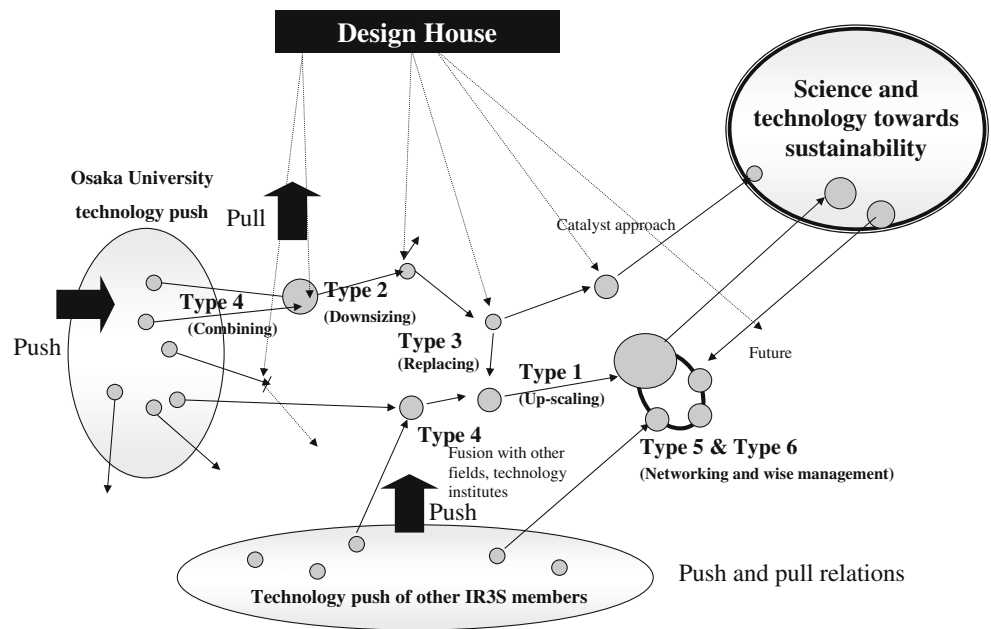 Design House
Science and
technology towards
sustainability
Osaka University
technology push
Pull
Catalyst approach
Type 4
(Combining)
Type 2
(Downsizing)
Push
Type 3
(Replacing)
Future
Type 1
(Up-scaling)
Type 4
Fusion with other
fields, technology
institutes
Type 5 & Type 6
(Networking and wise management)
Push
Push and pull relations
Technology push of other IR3S members